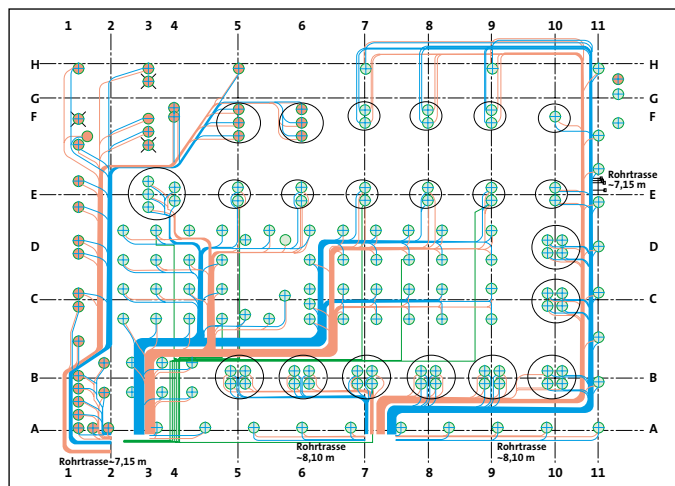 1 2 3 4 5 6 7 8 9 10 11
H H
G G
F F
Rohrtrasse
~7,15 m
E E
D D
C C
B B
A A
Rohrtrasse~7,15 m
Rohrtrasse
~8,10 m
Rohrtrasse
~8,10 m
1 2 3 4 5 6 7 8 9 10 11